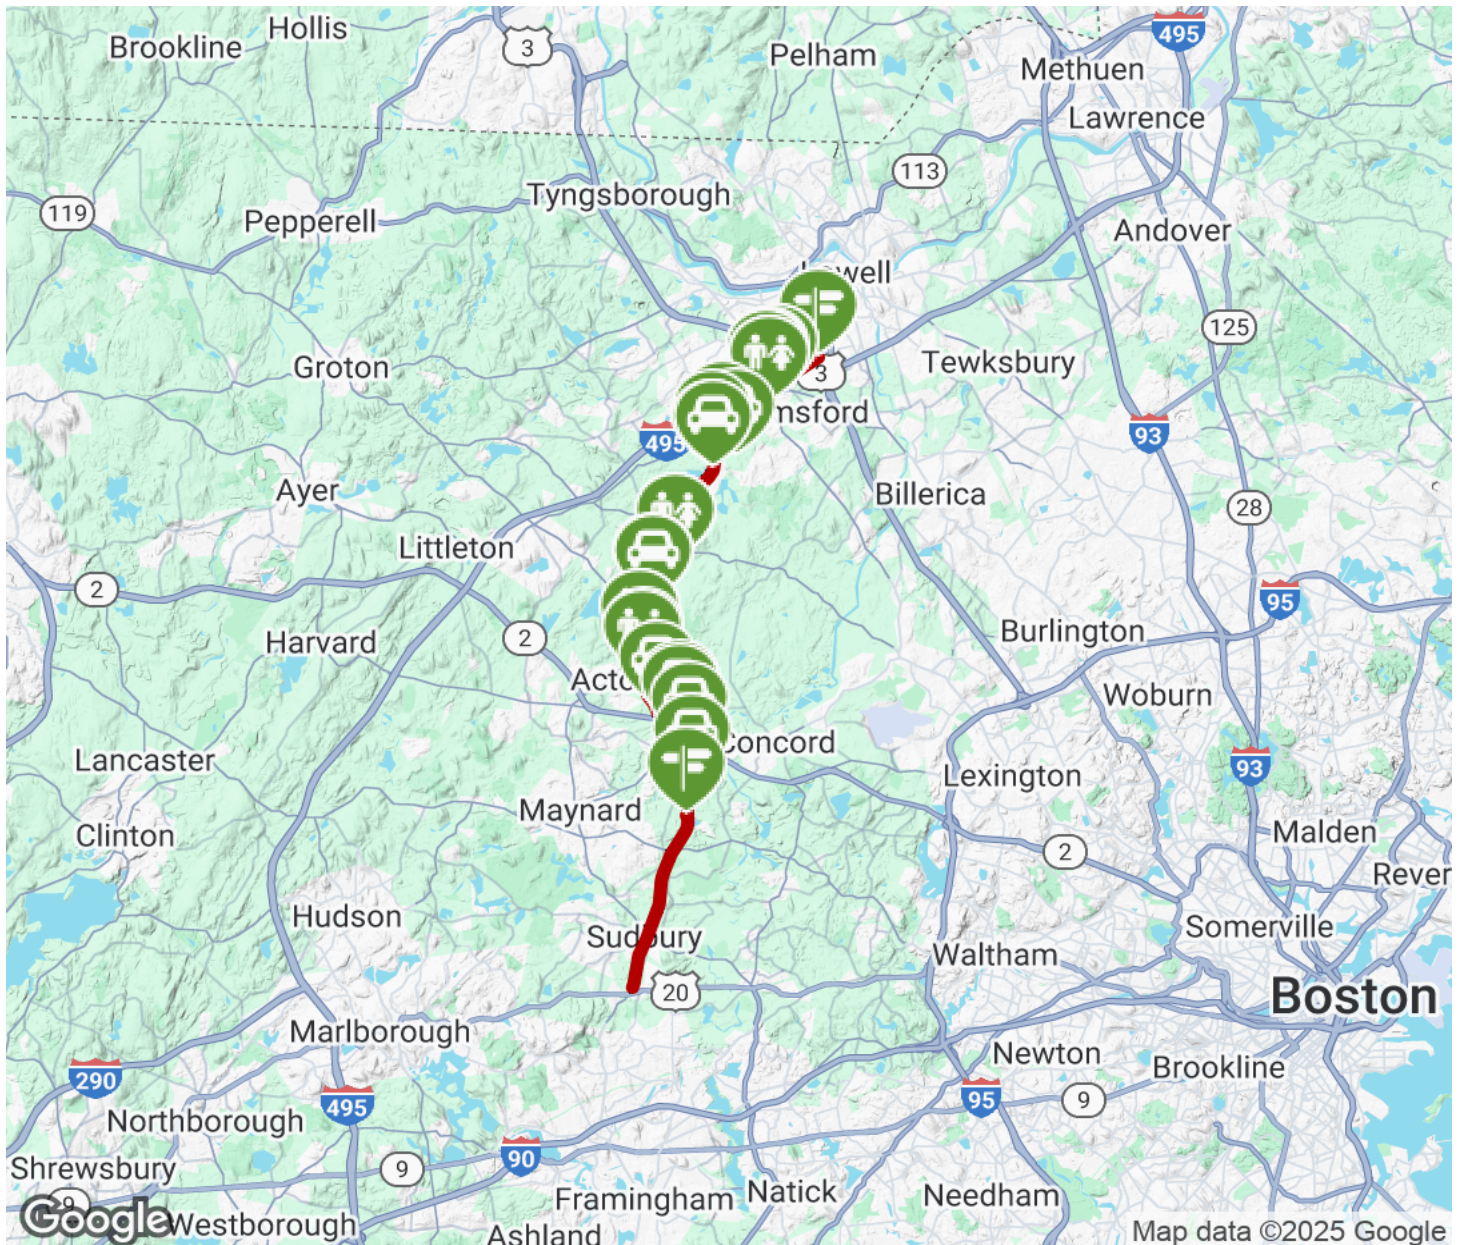 Hollis
Brookline
3
Pelham
495
Methuen
Lawrence
113
Tyngsborough
119
Pepperell
Andover
125
Groton
3
Tewksbury
495
93
Ayer
Billerica
28
Littleton
2
95
Harvard
2
Burlington
Woburn
Lancaster
Concord
Lexington
93
Maynard
Clinton
Malden
2
Hudson
Somerville
Sudbury
Waltham
20
Boston
Marlborough
Newton
290
Brookline
495
95
9
Northborough
90
Shrewsbury
9
Framingham
Natick
Needham
9
Google
Westborough
Ashland
Map data ©2025 Google